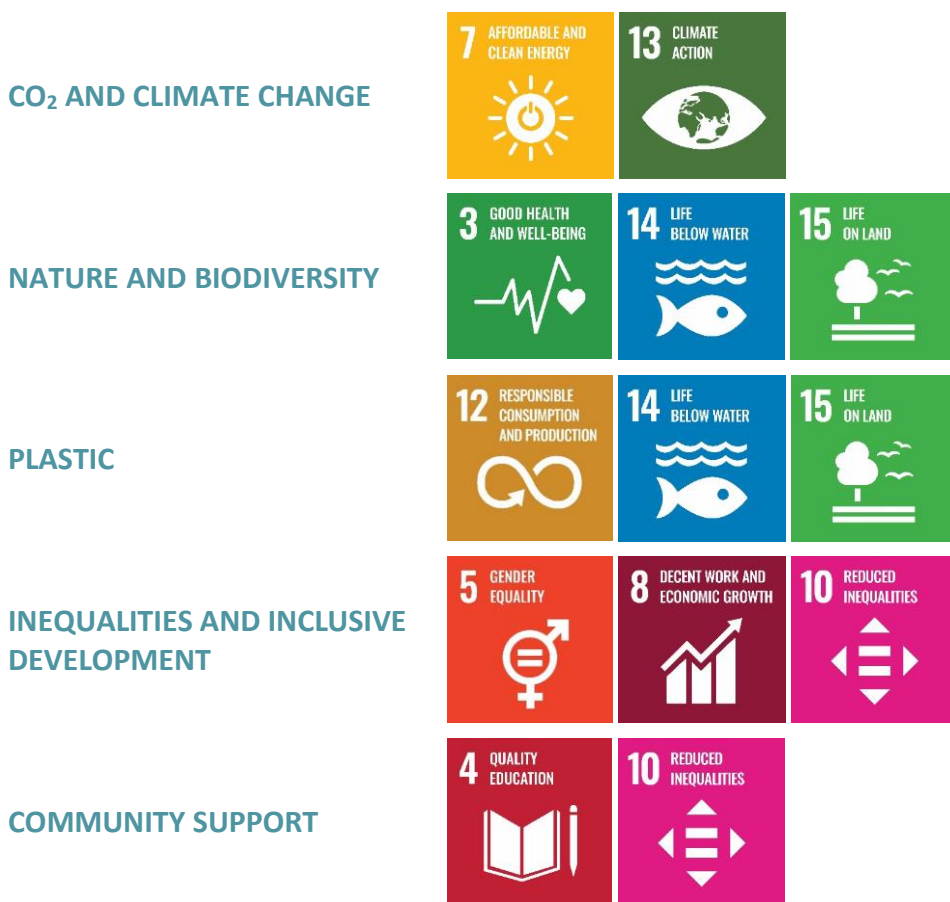 CO₂ AND CLIMATE CHANGE
7 AFFORDABLE AND
CLEAN ENERGY
13 CLIMATE
ACTION
NATURE AND BIODIVERSITY
3 GOOD HEALTH
AND WELL-BEING
14 LIFE
BELOW WATER
15 LIFE
ON LAND
PLASTIC
12 RESPONSIBLE
CONSUMPTION
AND PRODUCTION
14 LIFE
BELOW WATER
15 LIFE
ON LAND
INEQUALITIES AND INCLUSIVE
DEVELOPMENT
5 GENDER
EQUALITY
8 DECENT WORK AND
ECONOMIC GROWTH
10 REDUCED
INEQUALITIES
COMMUNITY SUPPORT
4 QUALITY
EDUCATION
10 REDUCED
INEQUALITIES